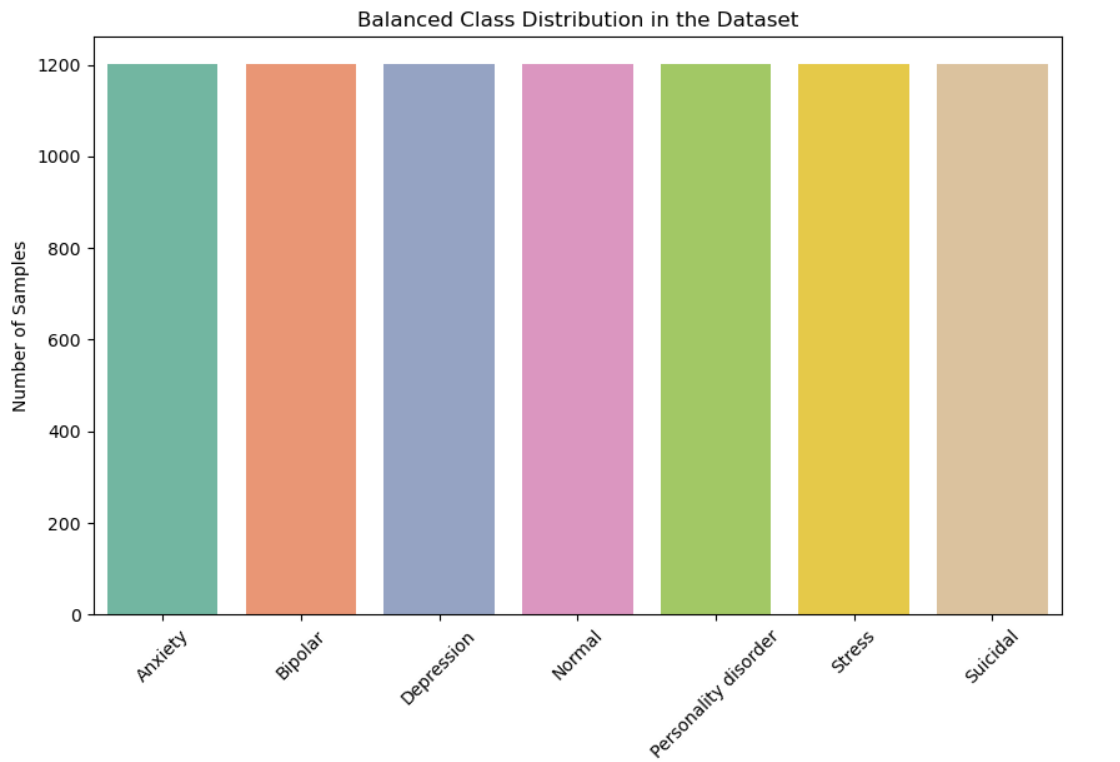 Balanced Class Distribution in the Dataset
Number of Samples
1200
1000
800
600
400
200
0
Anxiety
Bipolar
Depression
Normal
Personality disorder
Stress
Suicidal